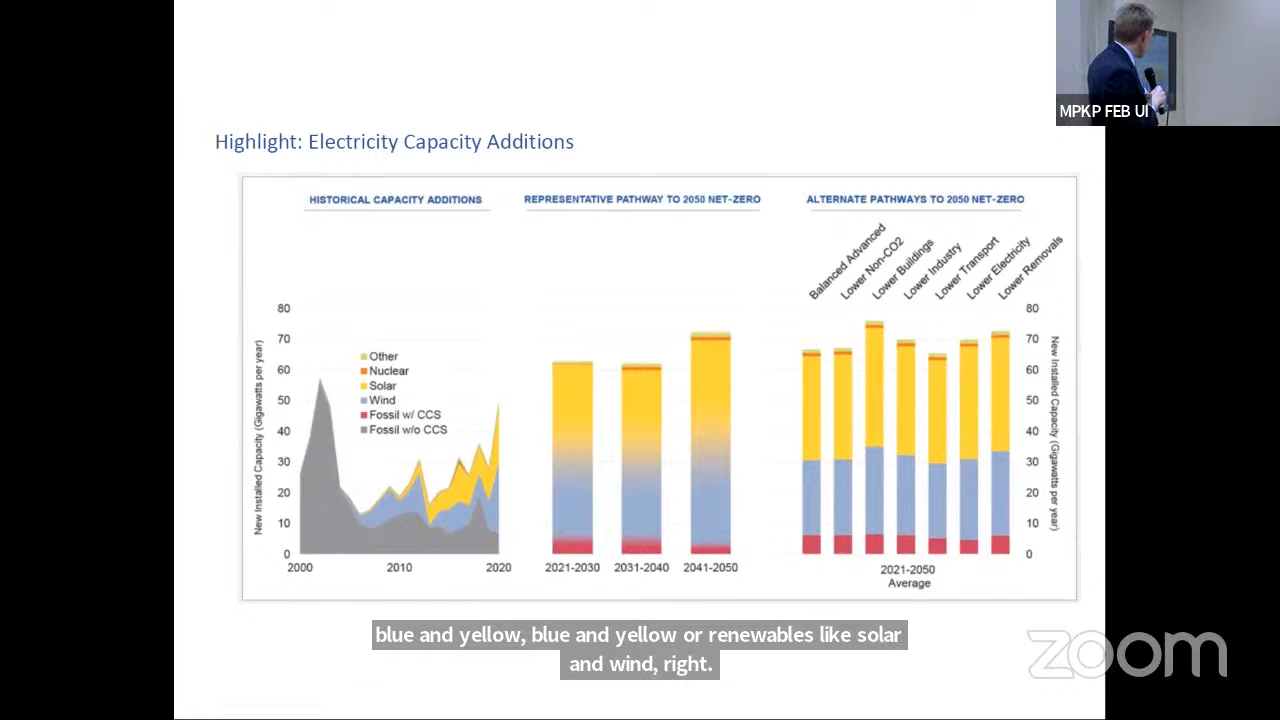 MPKP FEB UI
Highlight: Electricity Capacity Additions
HISTORICAL CAPACITY ADDITIONS
REPRESENTATIVE PATHWAY TO 2050 NET-ZERO
ALTERNATE PATHWAYS TO 2050 NET-ZERO
Balanced Advanced
Lower Non-CO2
Lower Buildings
Lower Industry
Lower Transport
Lower Electricity
Lower Removals
New Installed Capacity (Gigawatts per year)
80
70
60
50
40
30
20
10
0
Other
Nuclear
Solar
Wind
Fossil w/ CCS
Fossil w/o CCS
2000
2010
2020
2021-2030
2031-2040
2041-2050
80
70
60
50
40
30
20
10
0
New Installed Capacity (Gigawatts per year)
2021-2050
Average
blue and yellow, blue and yellow or renewables like solar
and wind, right.
zoom